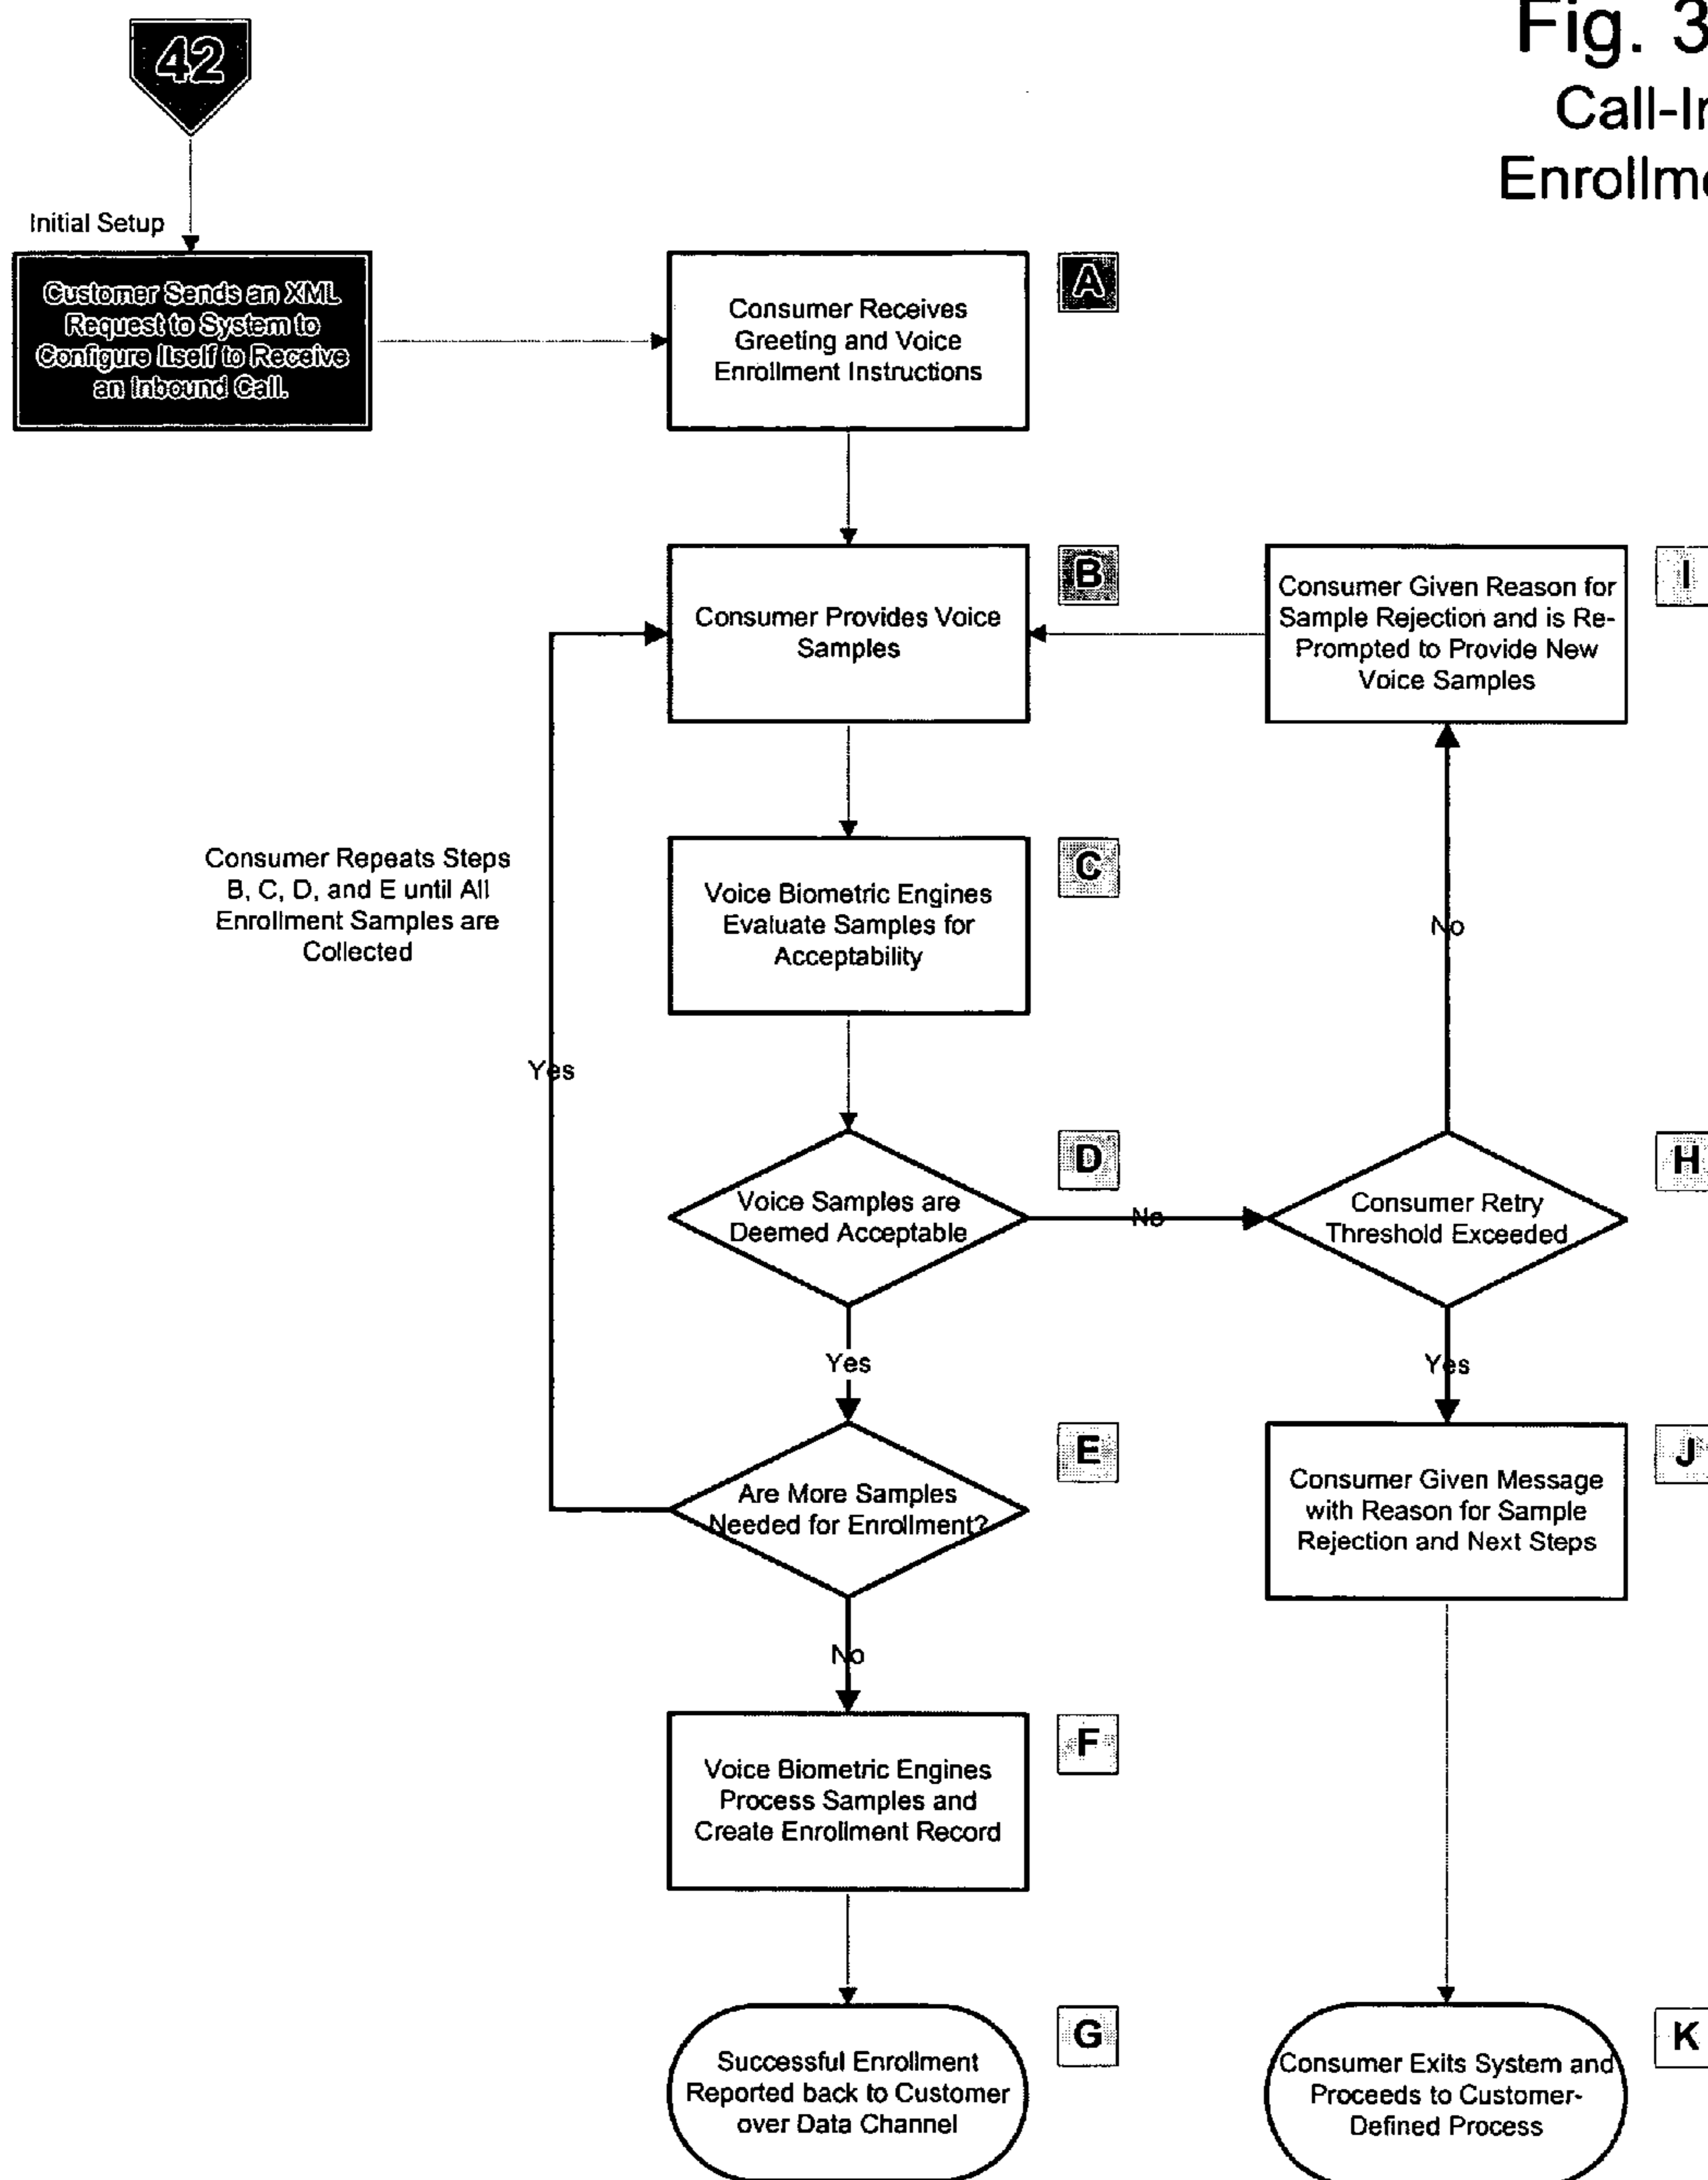 Fig. 3
Call-In
42
Initial Setup
Customer Sends an XML
Request to System to
Configure Itself to Receive
an Inbound Call.
Consumer Receives
Greeting and Voice
Enrollment Instructions
A
Consumer Provides Voice
Samples
B
Consumer Given Reason for
Sample Rejection and is Re-
Prompted to Provide New
Voice Samples
I
Consumer Repeats Steps
B, C, D, and E until All
Enrollment Samples are
Collected
Voice Biometric Engines
Evaluate Samples for
Acceptability
C
No
Yes
Voice Samples are
Deemed Acceptable
D
No
Consumer Retry
Threshold Exceeded
H
Yes
Yes
Are More Samples
Needed for Enrollment?
E
Consumer Given Message
with Reason for Sample
Rejection and Next Steps
J
No
Voice Biometric Engines
Process Samples and
Create Enrollment Record
F
Successful Enrollment
Reported back to Customer
over Data Channel
G
Consumer Exits System and
Proceeds to Customer-
Defined Process
K